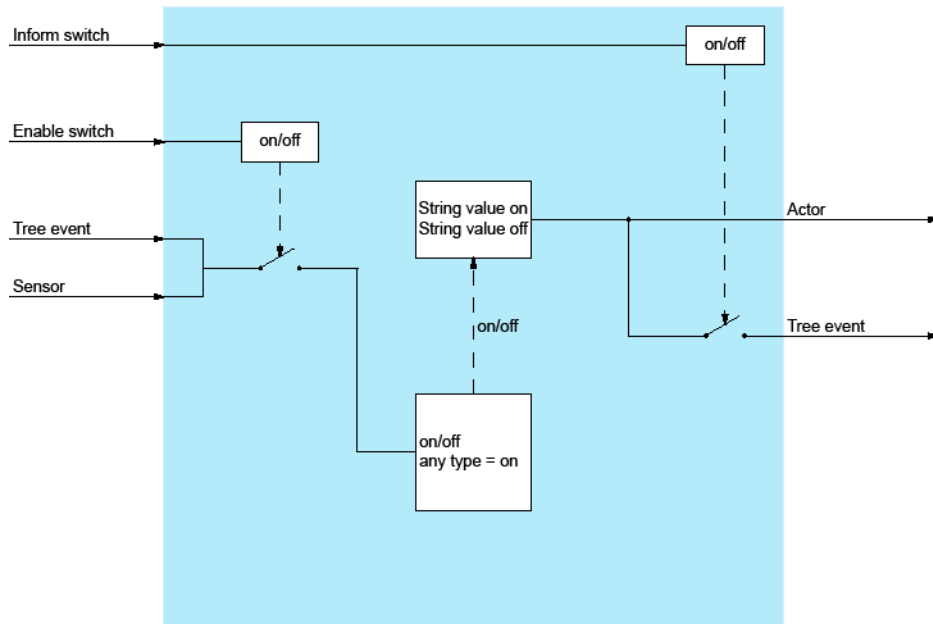 Inform switch
on/off
Enable switch
on/off
String value on
String value off
Actor
Tree event
Sensor
on/off
Tree event
on/off
any type = on